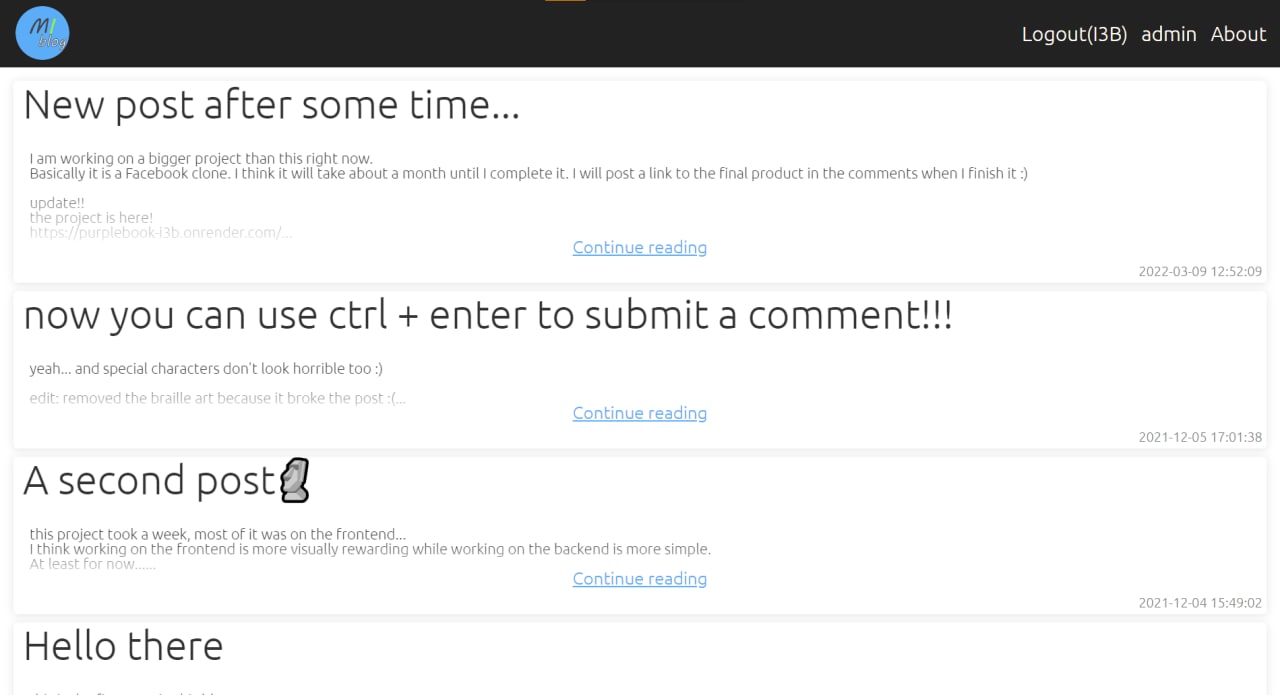 MI
blog
Logout(I3B) admin About
New post after some time...
I am working on a bigger project than this right now.
Basically it is a Facebook clone. I think it will take about a month until I complete it. I will post a link to the final product in the comments when I finish it :)
update!!
the project is here!
https://purplebook-i3b.onrender.com/...
Continue reading
2022-03-09 12:52:09
now you can use ctrl + enter to submit a comment!!!
yeah... and special characters don't look horrible too :)
edit: removed the braille art because it broke the post :(...
Continue reading
2021-12-05 17:01:38
A second post🗿
this project took a week, most of it was on the frontend...
I think working on the frontend is more visually rewarding while working on the backend is more simple.
At least for now......
Continue reading
2021-12-04 15:49:02
Hello there